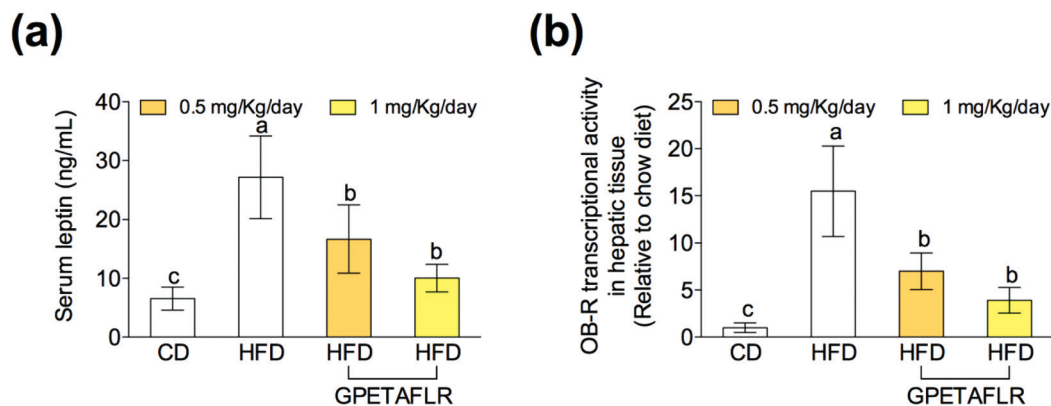 (a)
Serum leptin (ng/mL)
0.5 mg/Kg/day 1 mg/Kg/day
40
30
20
10
0
c a b b
CD HFD HFD HFD
GPETAFLR
(b)
OB-R transcriptional activity
in hepatic tissue
(Relative to chow diet)
0.5 mg/Kg/day 1 mg/Kg/day
25
20
15
10
5
0
c a b b
CD HFD HFD HFD
GPETAFLR